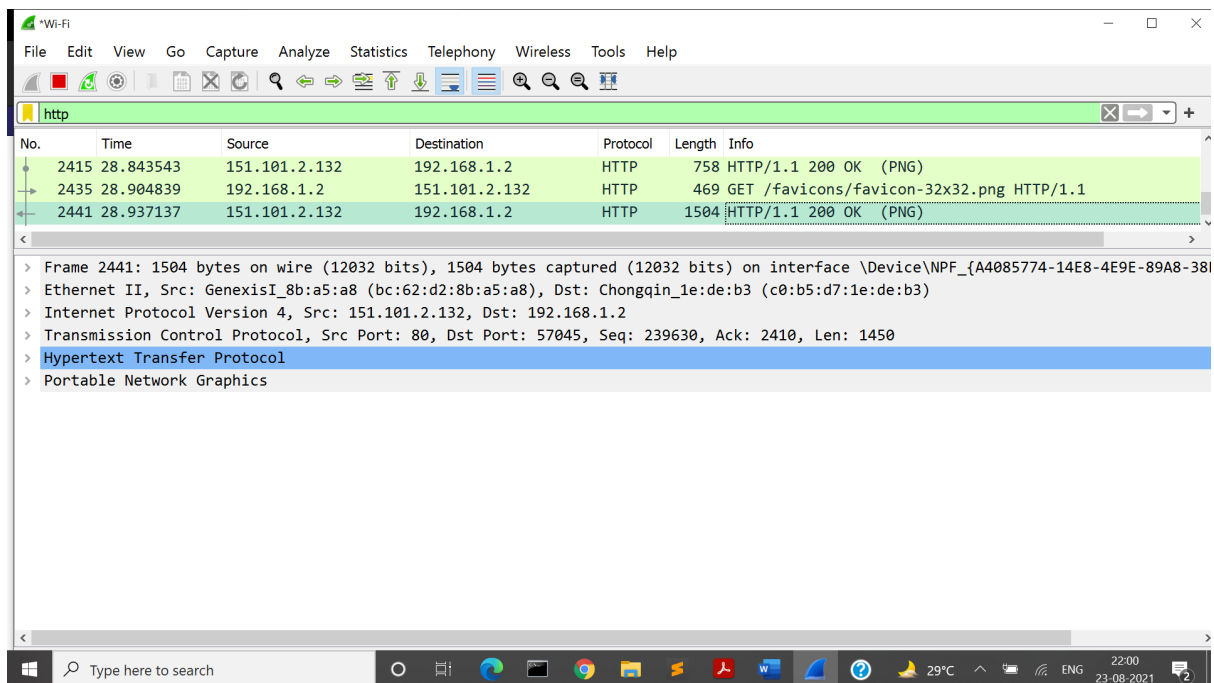 *Wi-Fi
File Edit View Go Capture Analyze Statistics Telephony Wireless Tools Help
http
No. Time Source Destination Protocol Length Info
2415 28.843543 151.101.2.132 192.168.1.2 HTTP 758 HTTP/1.1 200 OK (PNG)
2435 28.904839 192.168.1.2 151.101.2.132 HTTP 469 GET /favicons/favicon-32x32.png HTTP/1.1
2441 28.937137 151.101.2.132 192.168.1.2 HTTP 1504 HTTP/1.1 200 OK (PNG)
Frame 2441: 1504 bytes on wire (12032 bits), 1504 bytes captured (12032 bits) on interface \Device\NPF_{A4085774-14E8-4E9E-89A8-38
Ethernet II, Src: GenexisI_8b:a5:a8 (bc:62:d2:8b:a5:a8), Dst: Chongqin_1e:de:b3 (c0:b5:d7:1e:de:b3)
Internet Protocol Version 4, Src: 151.101.2.132, Dst: 192.168.1.2
Transmission Control Protocol, Src Port: 80, Dst Port: 57045, Seq: 239630, Ack: 2410, Len: 1450
Hypertext Transfer Protocol
Portable Network Graphics
Type here to search 29°C ENG 22:00
23-08-2021 2